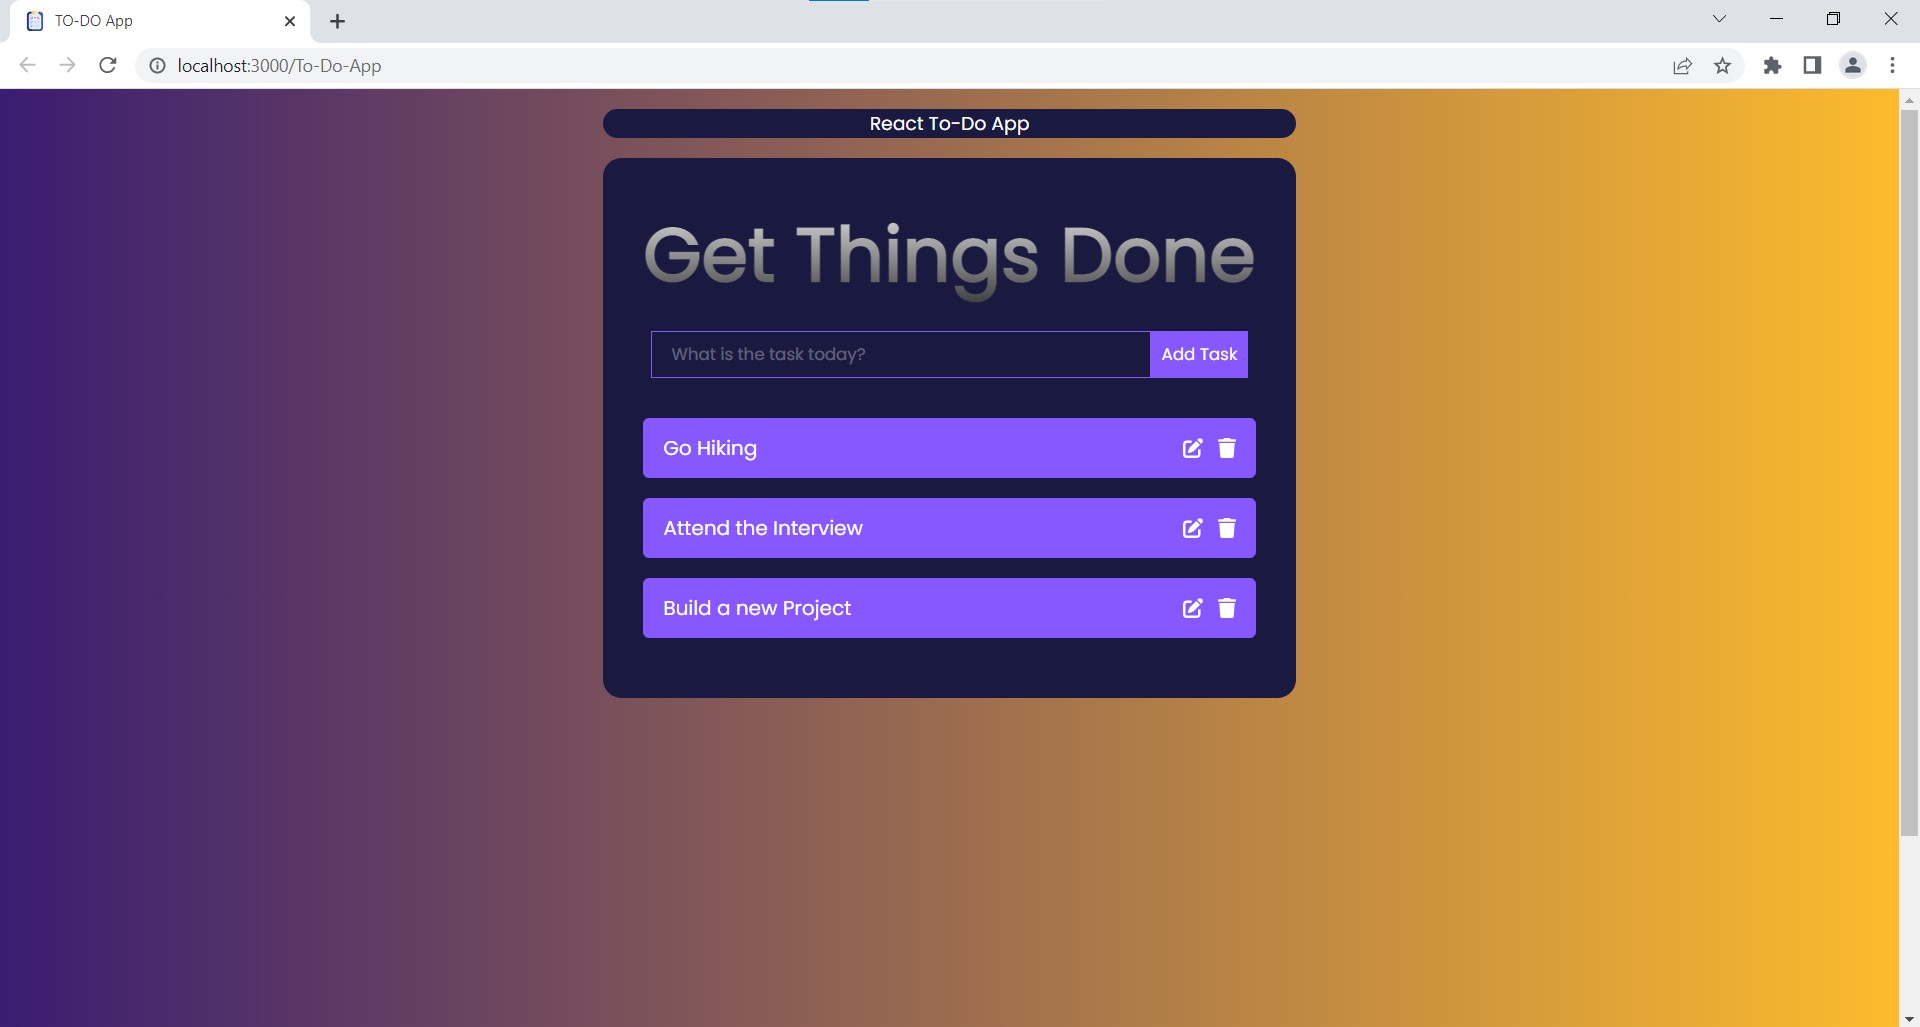 TO-DO App
localhost:3000/To-Do-App
React To-Do App
Get Things Done
What is the task today? Add Task
Go Hiking
Attend the Interview
Build a new Project